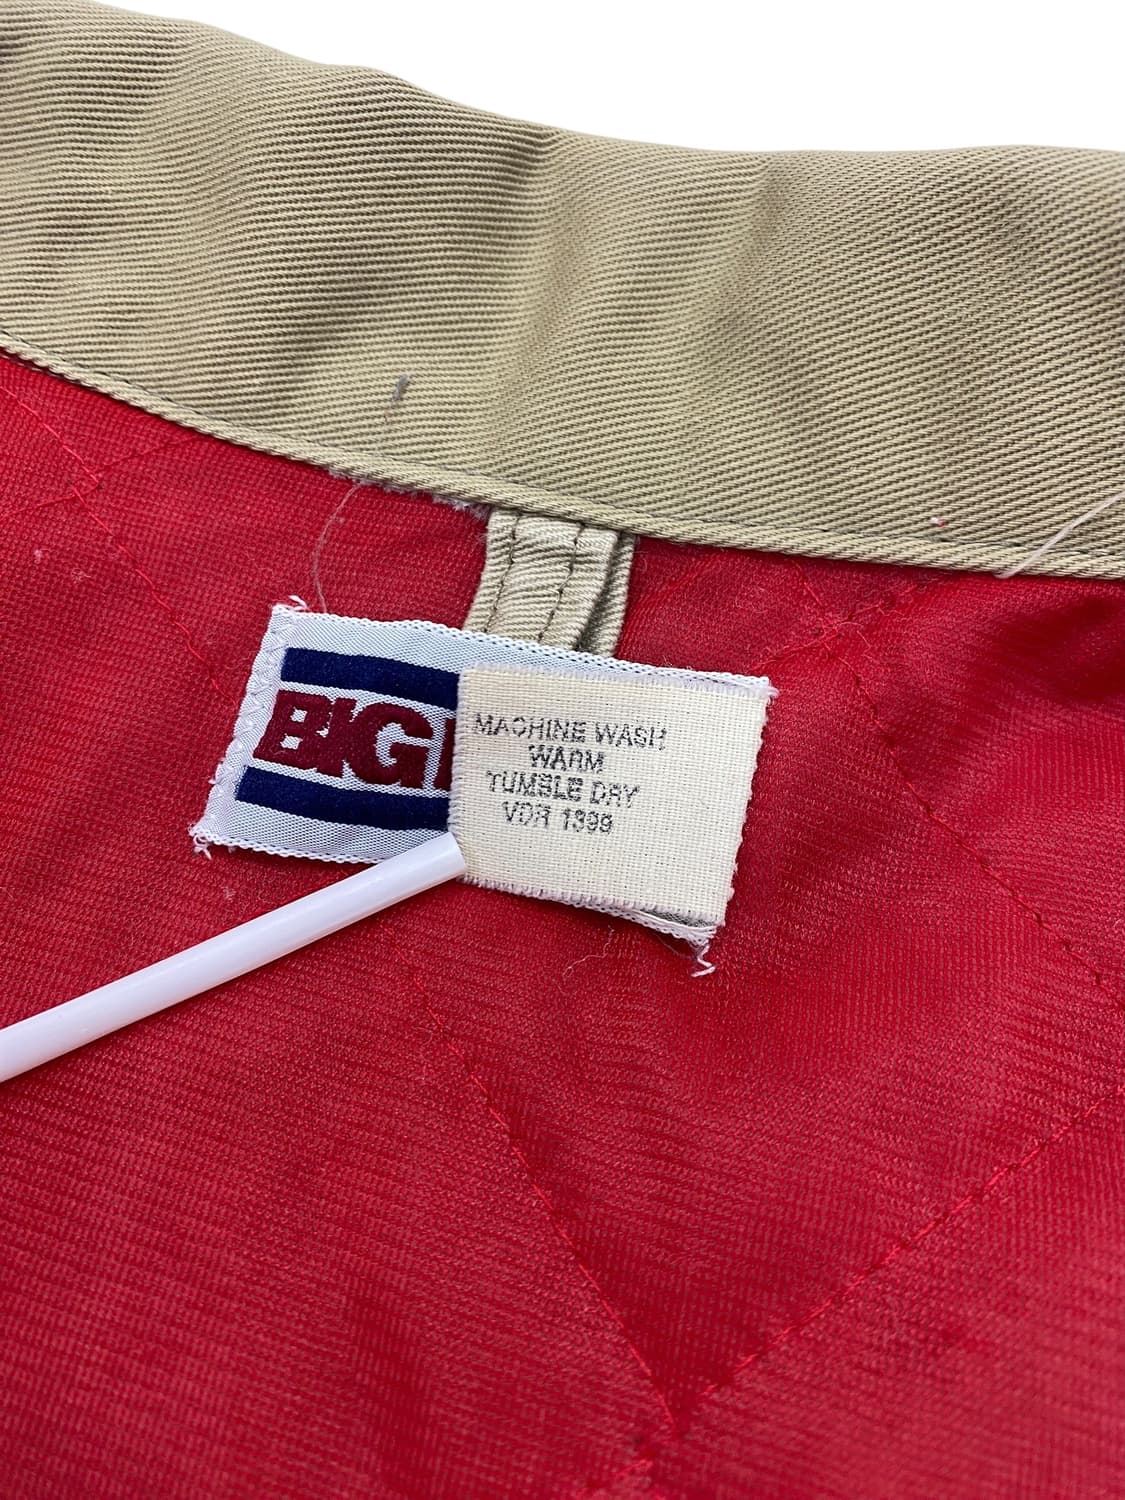 BIG
MACHINE WASH
WARM
TUMBLE DRY
VDR 1399